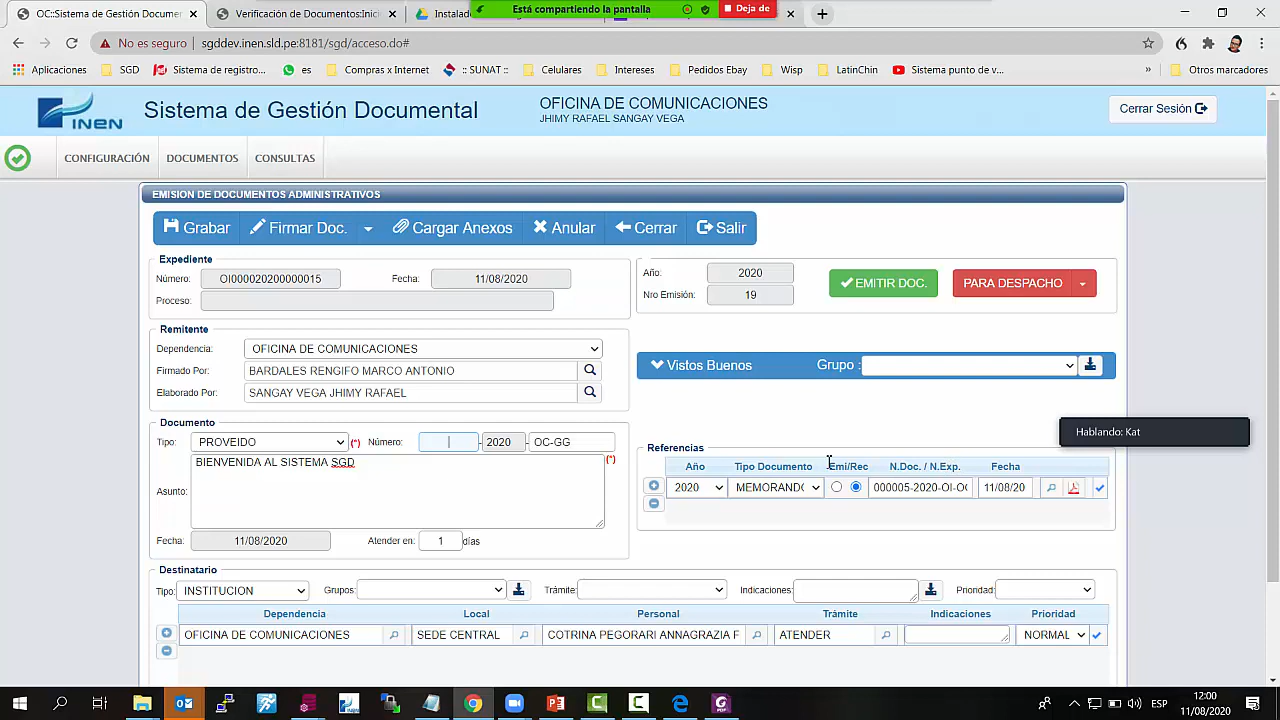 OC::Sistema de Gestión Documen
Verificación de Documentos:Inici
Instalad
Está compartiendo la pantalla
Deja de
No es seguro | sgddev.inen.sld.pe:8181/sgd/acceso.do#
Aplicaciones SGD Sistema de registro... es Compras x Internet :: SUNAT :: Celulares Intereses Pedido Ebay Wisp LatinChin Sistema punto de v... » Otros marcadores
INEN
Sistema de Gestión Documental
OFICINA DE COMUNICACIONES
JHIMY RAFAEL SANGAY VEGA
Cerrar Sesión
CONFIGURACIÓN DOCUMENTOS CONSULTAS
EMISION DE DOCUMENTOS ADMINISTRATIVOS
Grabar Firmar Doc. Cargar Anexos Anular Cerrar Salir
Expediente
Número: OI000020200000015 Fecha: 11/08/2020
Proceso:
Año: 2020
Nro Emisión: 19
EMITIR DOC. PARA DESPACHO
Remitente
Dependencia: OFICINA DE COMUNICACIONES
Firmado Por: BARDALES RENGIFO MARCO ANTONIO
Elaborado Por: SANGAY VEGA JHIMY RAFAEL
Vistos Buenos Grupo :
Hablando: Kat
Documento
Tipo: PROVEIDO (*) Número: - 2020 - OC-GG
BIENVENIDA AL SISTEMA SGD (*)
Asunto:
Fecha: 11/08/2020 Atender en: 1 días
Referencias
Año Tipo Documento Emi/Rec N.Doc. / N.Exp. Fecha
2020 MEMORANDO 000005-2020-OI-OG 11/08/20
Destinatario
Tipo: INSTITUCION Grupos: Trámite: Indicaciones: Prioridad:
Dependencia Local Personal Trámite Indicaciones Prioridad
OFICINA DE COMUNICACIONES SEDE CENTRAL COTRINA PEGORARI ANNAGRAZIA F ATENDER NORMAL
ESP
12:00
11/08/2020